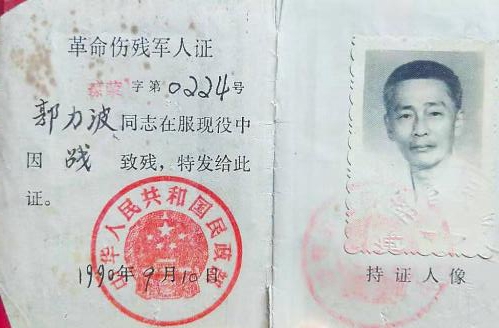 革命伤残军人证
字第0224号
郭力波同志在服现役中
因战致残，特发给此
证。
中华人民共和国民政部
1990年9月10日
持证人像